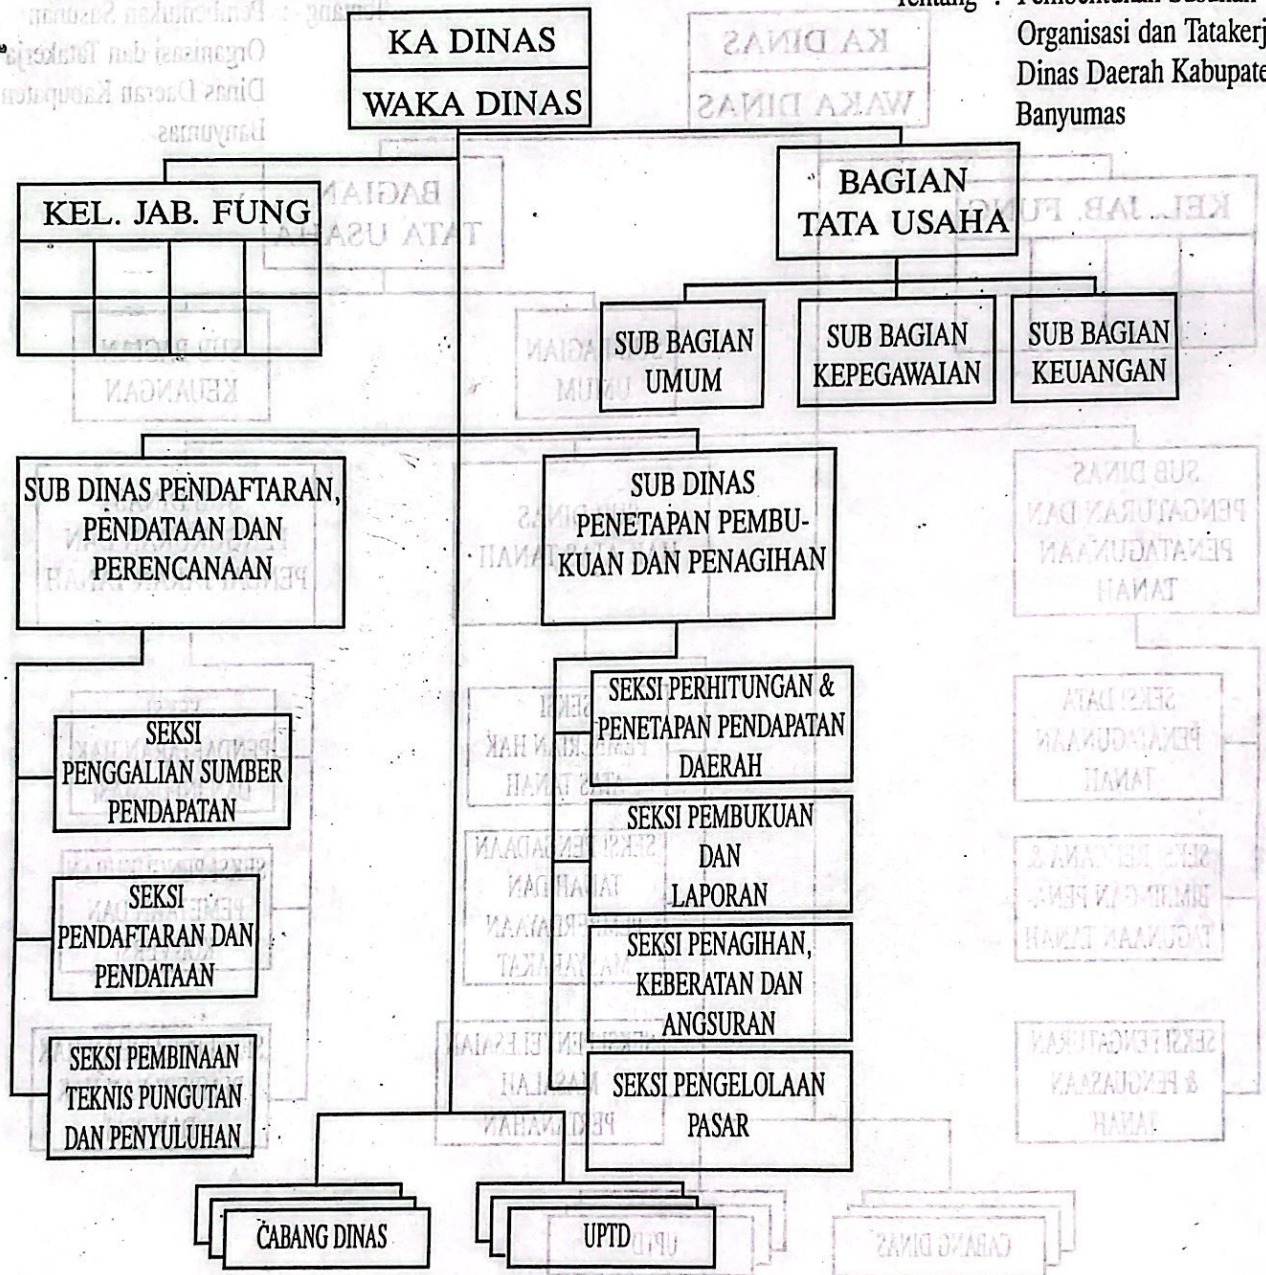 Tentang : Pembentukan Susunan
Organisasi dan Tatakerj
Dinas Daerah Kabupate
Banyumas
KA DINAS
WAKA DINAS
KEL. JAB. FUNG
BAGIAN
TATA USAHA
SUB BAGIAN
UMUM
SUB BAGIAN
KEPEGAWAIAN
SUB BAGIAN
KEUANGAN
SUB DINAS PENDAFTARAN,
PENDATAAN DAN
PERENCANAAN
SUB DINAS
PENETAPAN PEMBU-
KUAN DAN PENAGIHAN
SEKSI
PENGGALIAN SUMBER
PENDAPATAN
SEKSI
PENDAFTARAN DAN
PENDATAAN
SEKSI PEMBINAAN
TEKNIS PUNGUTAN
DAN PENYULUHAN
SEKSI PERHITUNGAN &
PENETAPAN PENDAPATAN
DAERAH
SEKSI PEMBUKUAN
DAN
LAPORAN
SEKSI PENAGIHAN,
KEBERATAN DAN
ANGSURAN
SEKSI PENGELOLAAN
PASAR
CABANG DINAS
UPTD